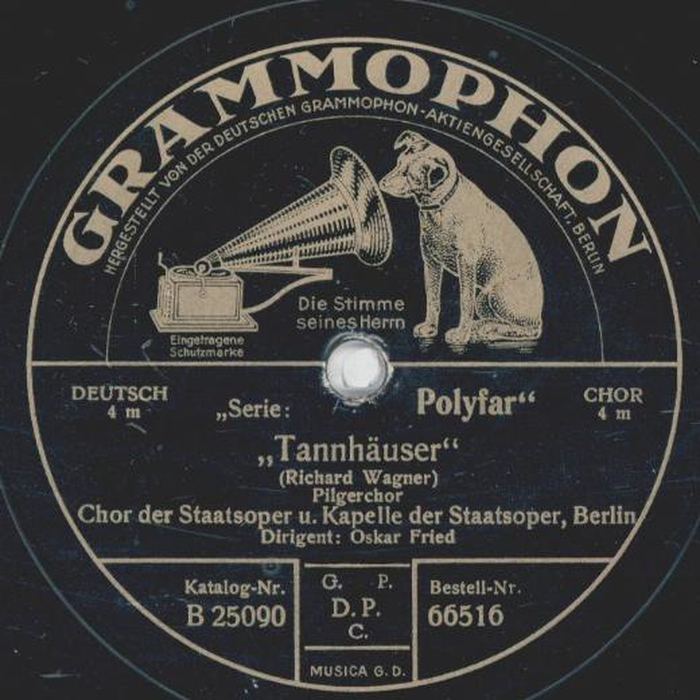 GRAMMOPHON
HERGESTELLT VON DER DEUTSCHEN GRAMMOPHON-AKTIENGESELLSCHAFT, BERLIN
Die Stimme
seines Herrn
Eingetragene
Schutzmarke
DEUTSCH
4 m
„Serie: Polyfar“
CHOR
4 m
„Tannhäuser“
(Richard Wagner)
Pilgerchor
Chor der Staatsoper u. Kapelle der Staatsoper, Berlin
Dirigent: Oskar Fried
Katalog-Nr.
B 25090
G. P.
D. P.
C.
MUSICA G. D.
Bestell-Nr.
66516